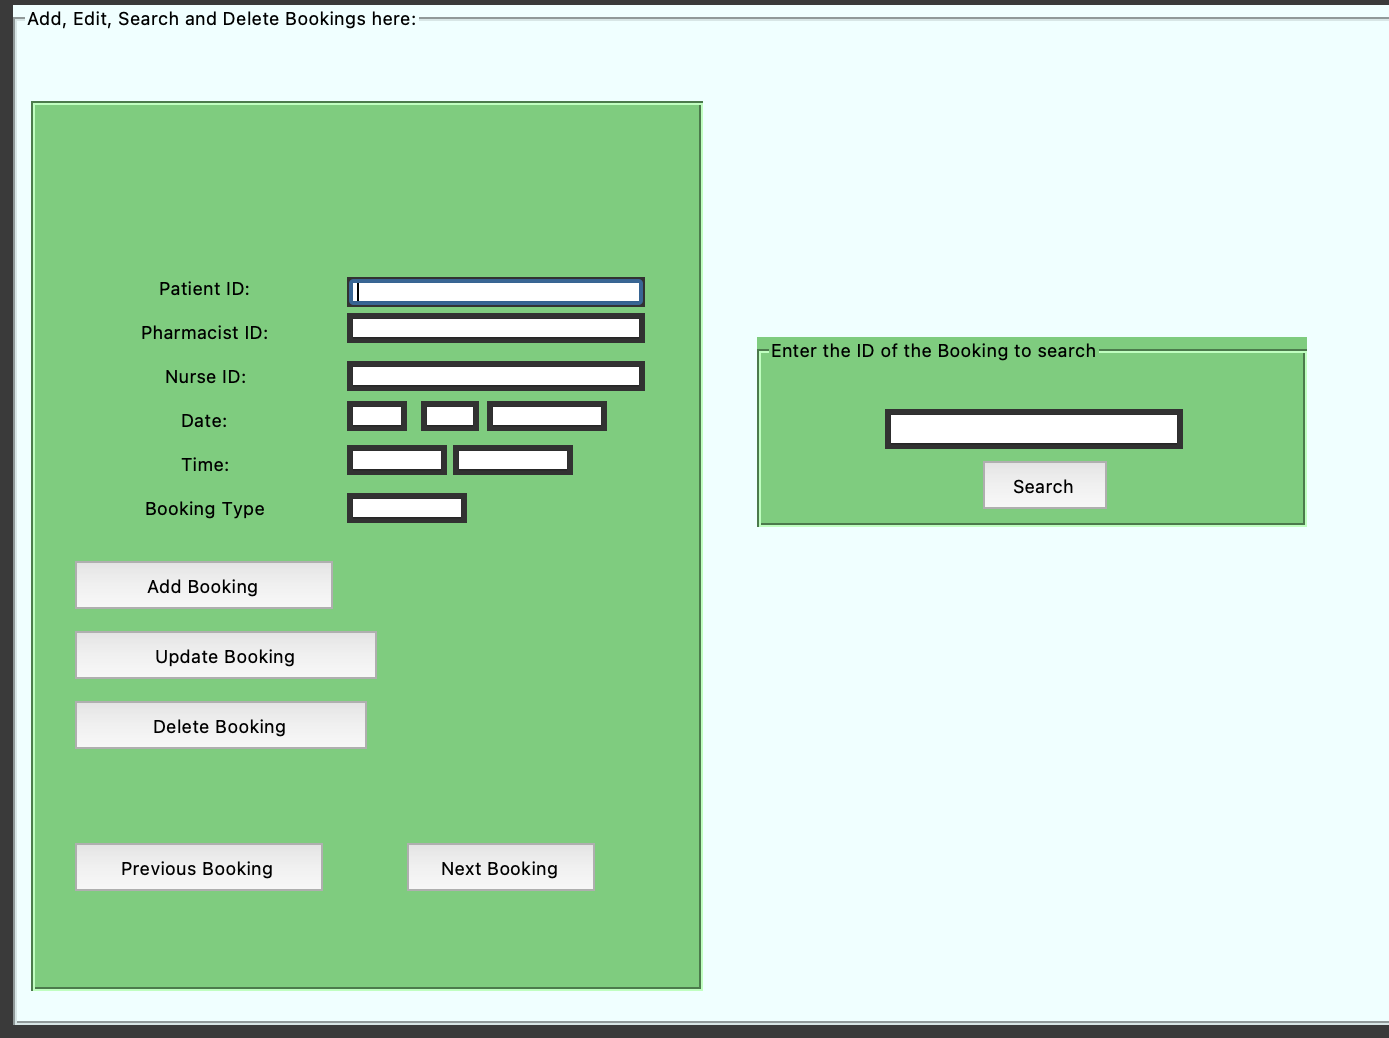 Add, Edit, Search and Delete Bookings here:
Patient ID:
Pharmacist ID:
Nurse ID:
Date:
Time:
Booking Type
Add Booking
Update Booking
Delete Booking
Previous Booking
Next Booking
Enter the ID of the Booking to search
Search